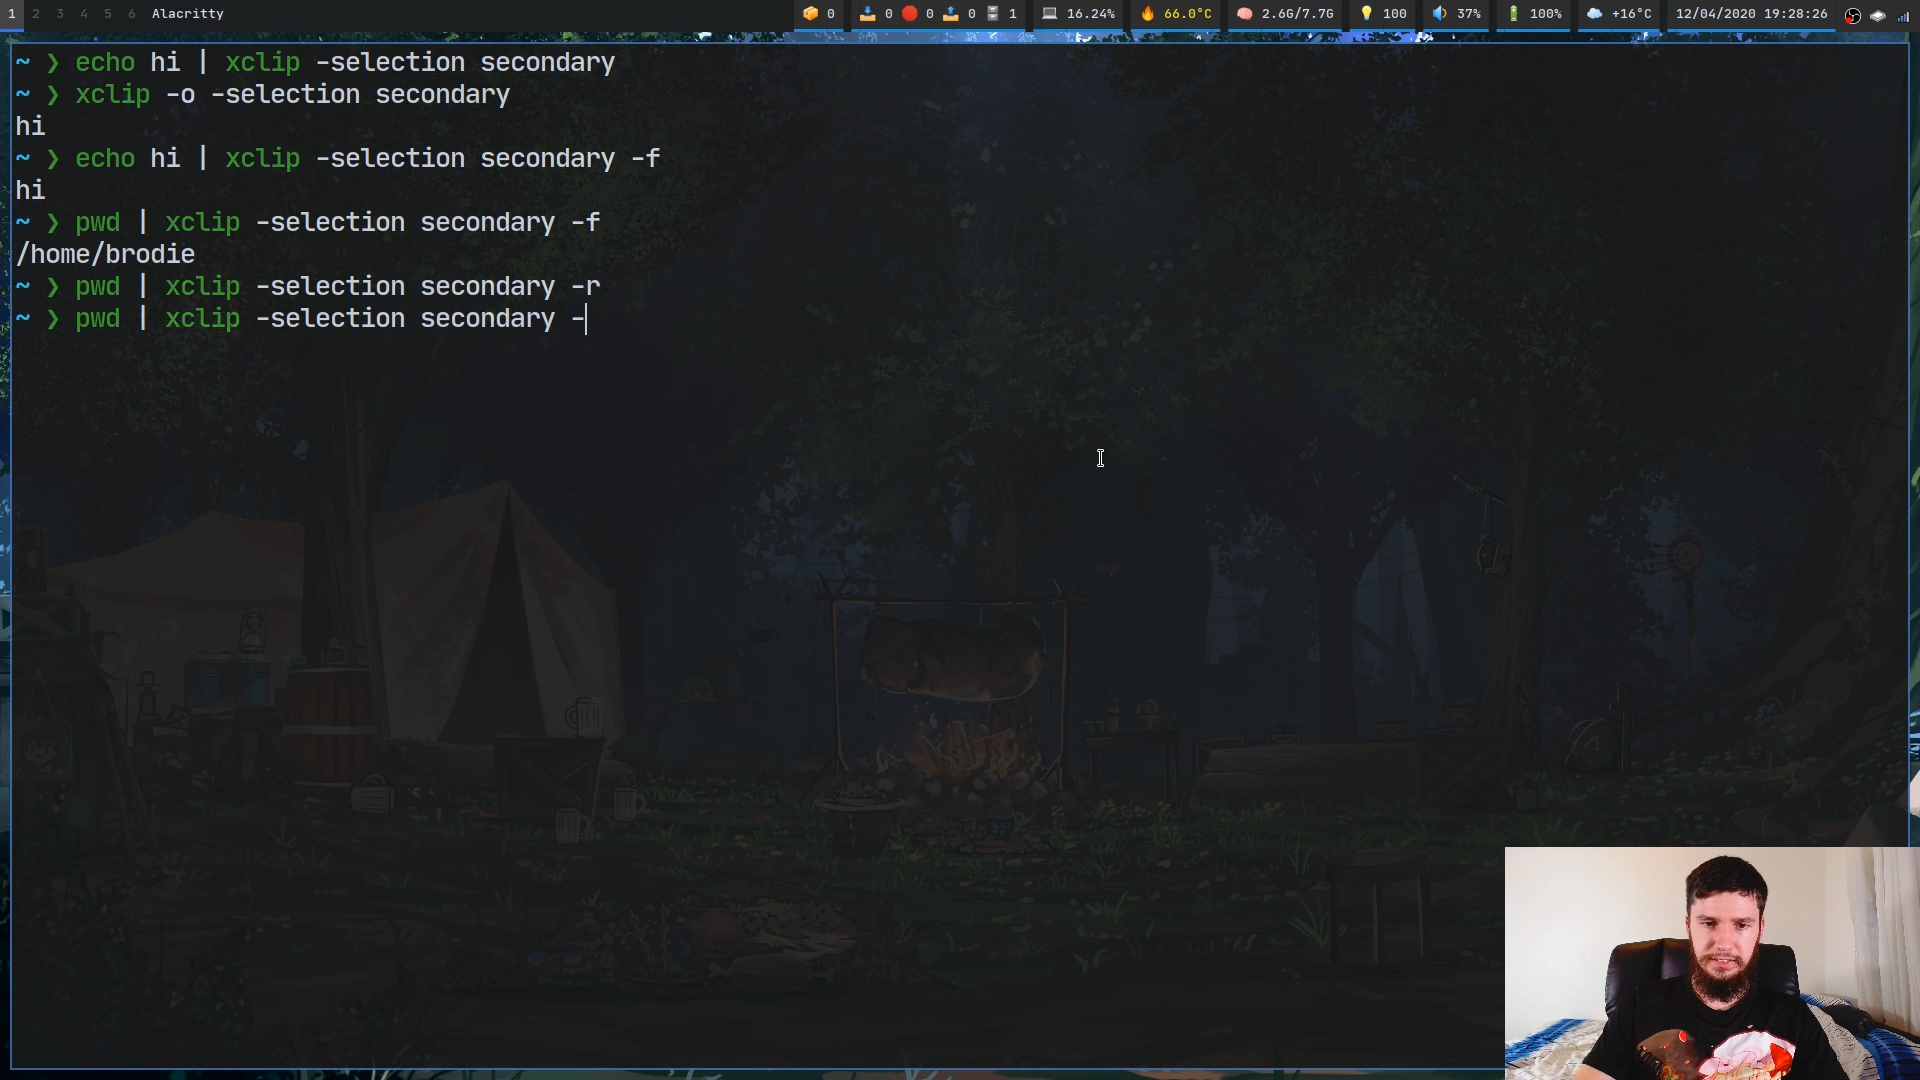 1 2 3 4 5 6 Alacritty 0 0 0 0 1 16.24% 66.0°C 2.6G/7.7G 100 37% 100% +16°C 12/04/2020 19:28:26
~ ❯ echo hi | xclip -selection secondary
~ ❯ xclip -o -selection secondary
hi
~ ❯ echo hi | xclip -selection secondary -f
hi
~ ❯ pwd | xclip -selection secondary -f
/home/brodie
~ ❯ pwd | xclip -selection secondary -r
~ ❯ pwd | xclip -selection secondary -